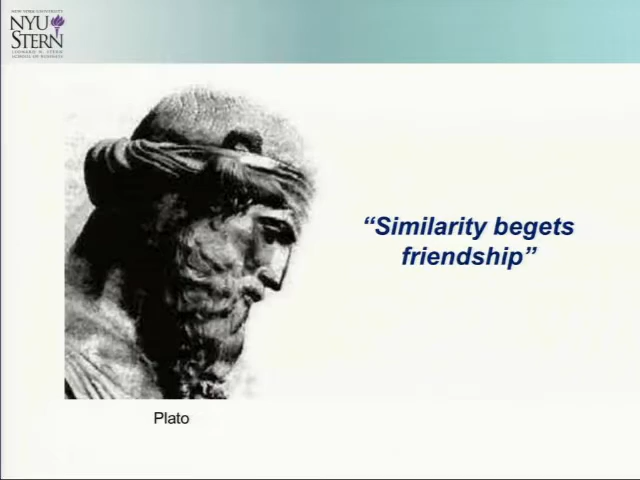 NEW YORK UNIVERSITY
NYU
STERN
LEONARD N. STERN
SCHOOL OF BUSINESS
“Similarity begets
friendship”
Plato